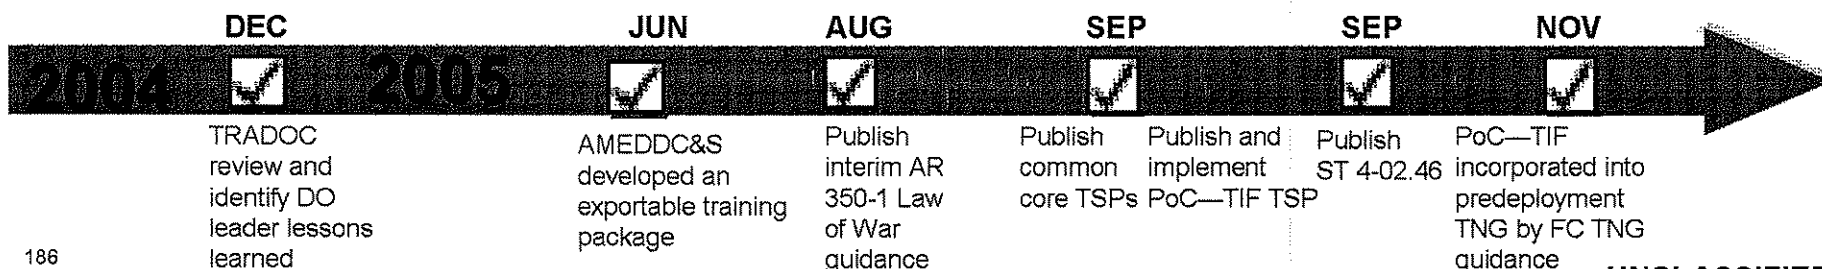 DEC JUN AUG SEP SEP NOV
2004 2005
TRADOC
review and
identify DO
leader lessons
learned
AMEDDC&S
developed an
exportable training
package
Publish
interim AR
350-1 Law
of War
guidance
Publish
common
core TSPs
Publish and
implement
PoC—TIF TSP
Publish
ST 4-02.46
PoC—TIF
incorporated into
predeployment
TNG by FC TNG
guidance
186